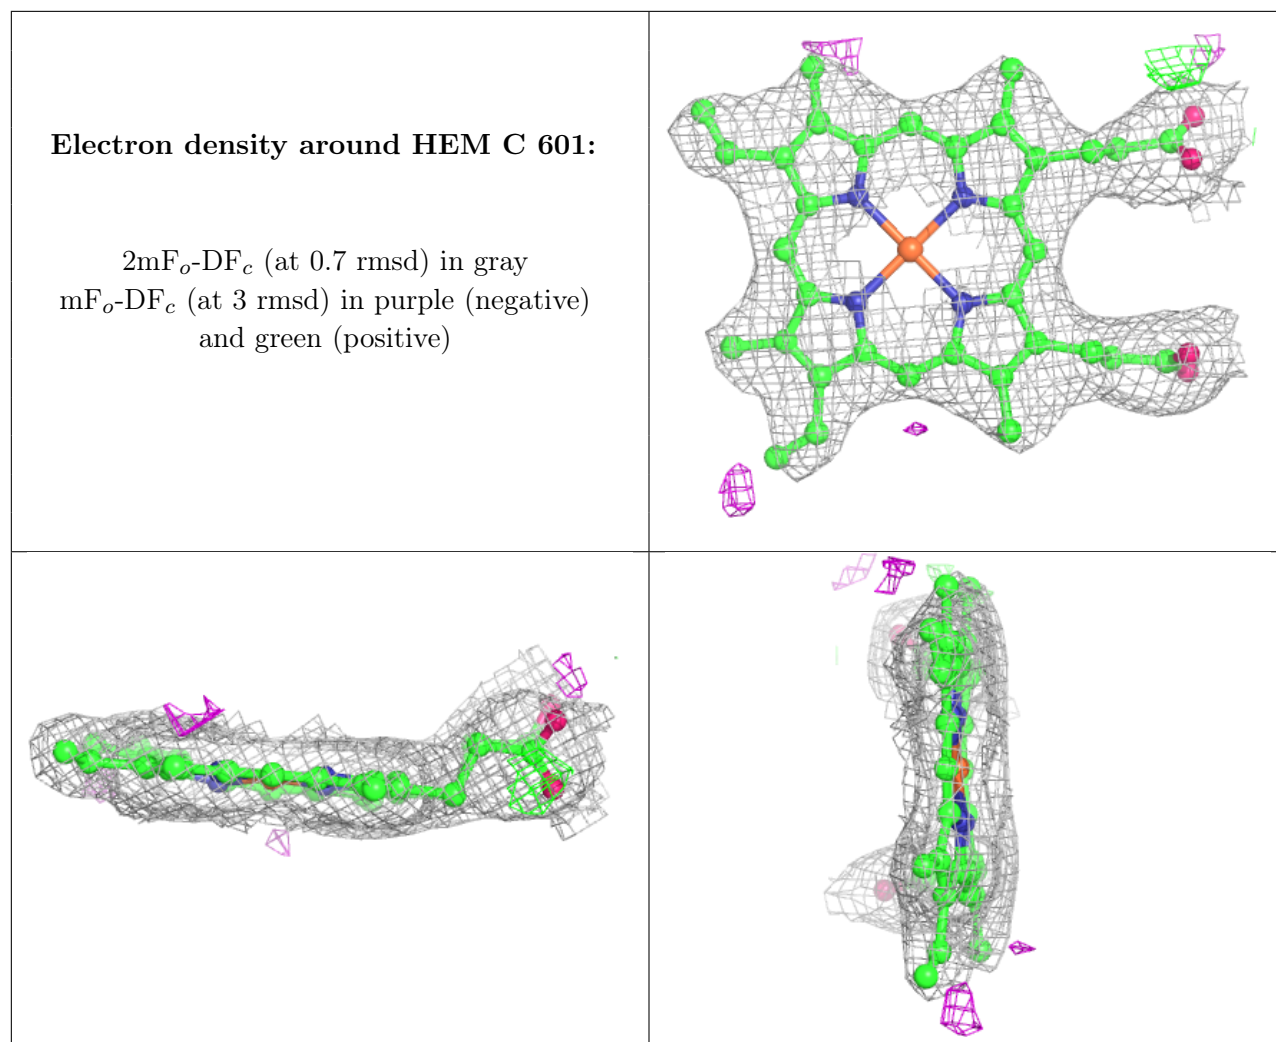 Electron density around HEM C 601:
2mFo-DFc (at 0.7 rmsd) in gray
mFo-DFc (at 3 rmsd) in purple (negative)
and green (positive)